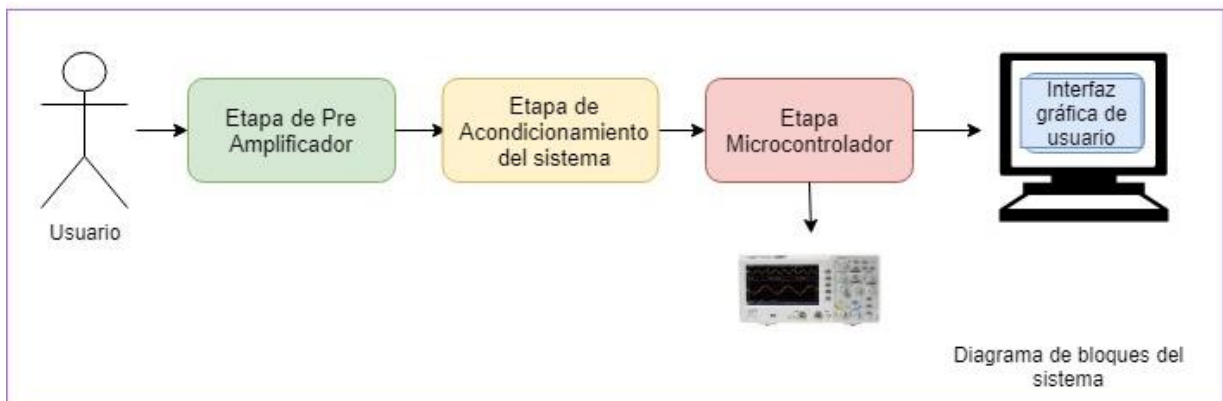 Usuario
Etapa de Pre
Amplificador
Etapa de
Acondicionamiento
del sistema
Etapa
Microcontrolador
Interfaz
gráfica de
usuario
Diagrama de bloques del
sistema